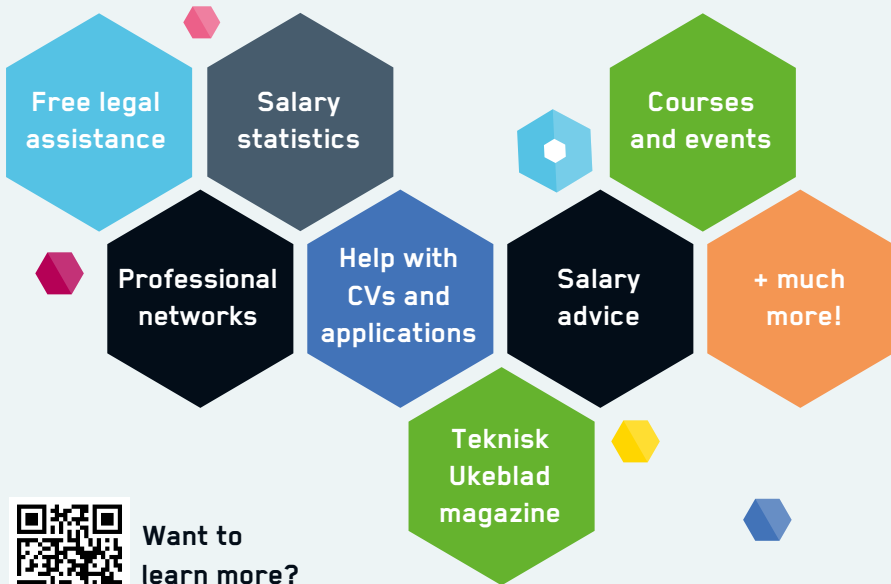 Free legal
assistance
Salary
statistics
Courses
and events
Professional
networks
Help with
CVs and
applications
Salary
advice
+ much
more!
Teknisk
Ukeblad
magazine
Want to
learn more?